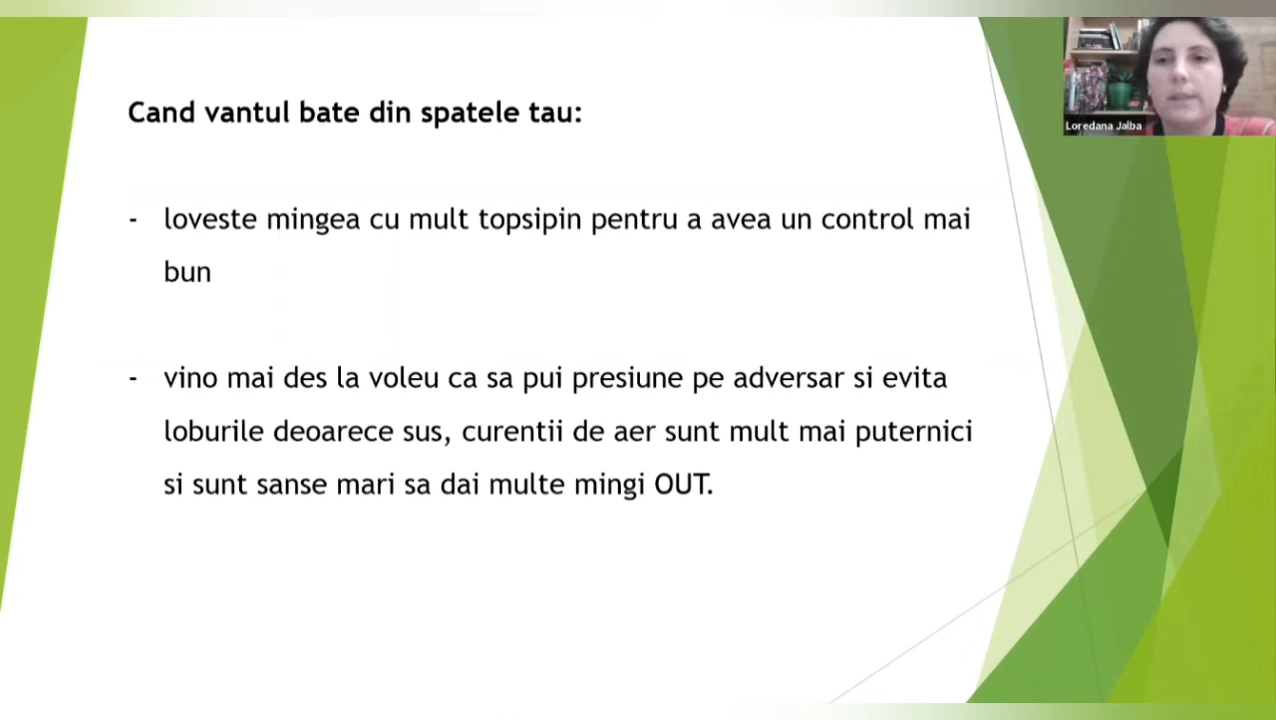 Cand vantul bate din spatele tau:
- loveste mingea cu mult topsipin pentru a avea un control mai
bun
- vino mai des la voleu ca sa pui presiune pe adversar si evita
loburile deoarece sus, curentii de aer sunt mult mai puternici
si sunt sanse mari sa dai multe mingi OUT.
Loredana Jalba